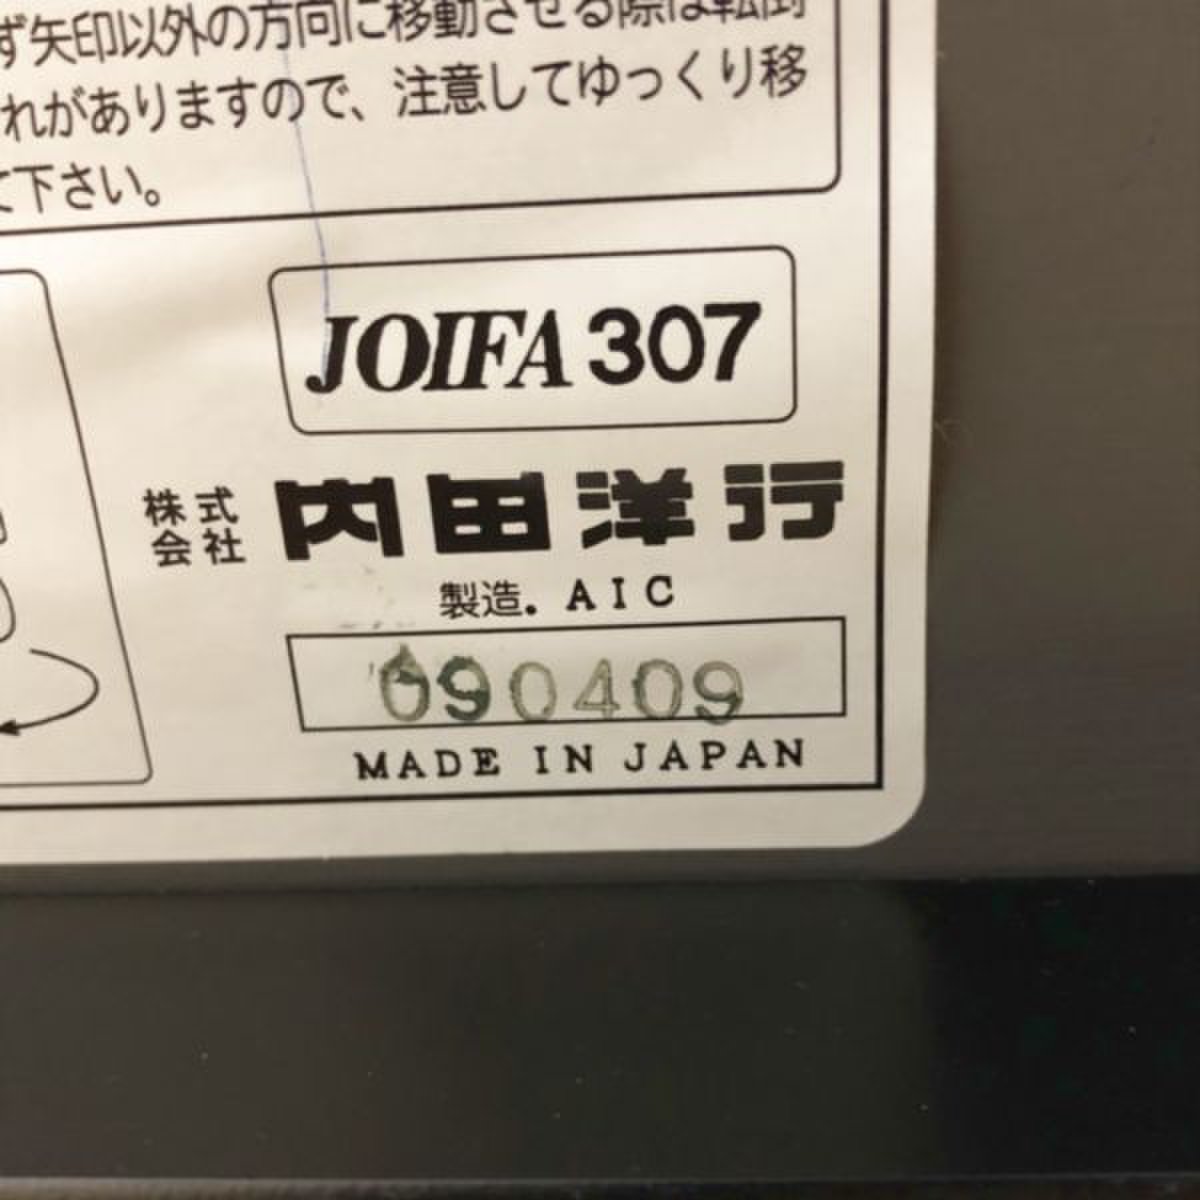 ず矢印以外の方向に移動させる際は転倒
れがありますので、注意してゆっくり移
て下さい。
JOIFA 307
株式会社 内田洋行
製造. AIC
090409
MADE IN JAPAN